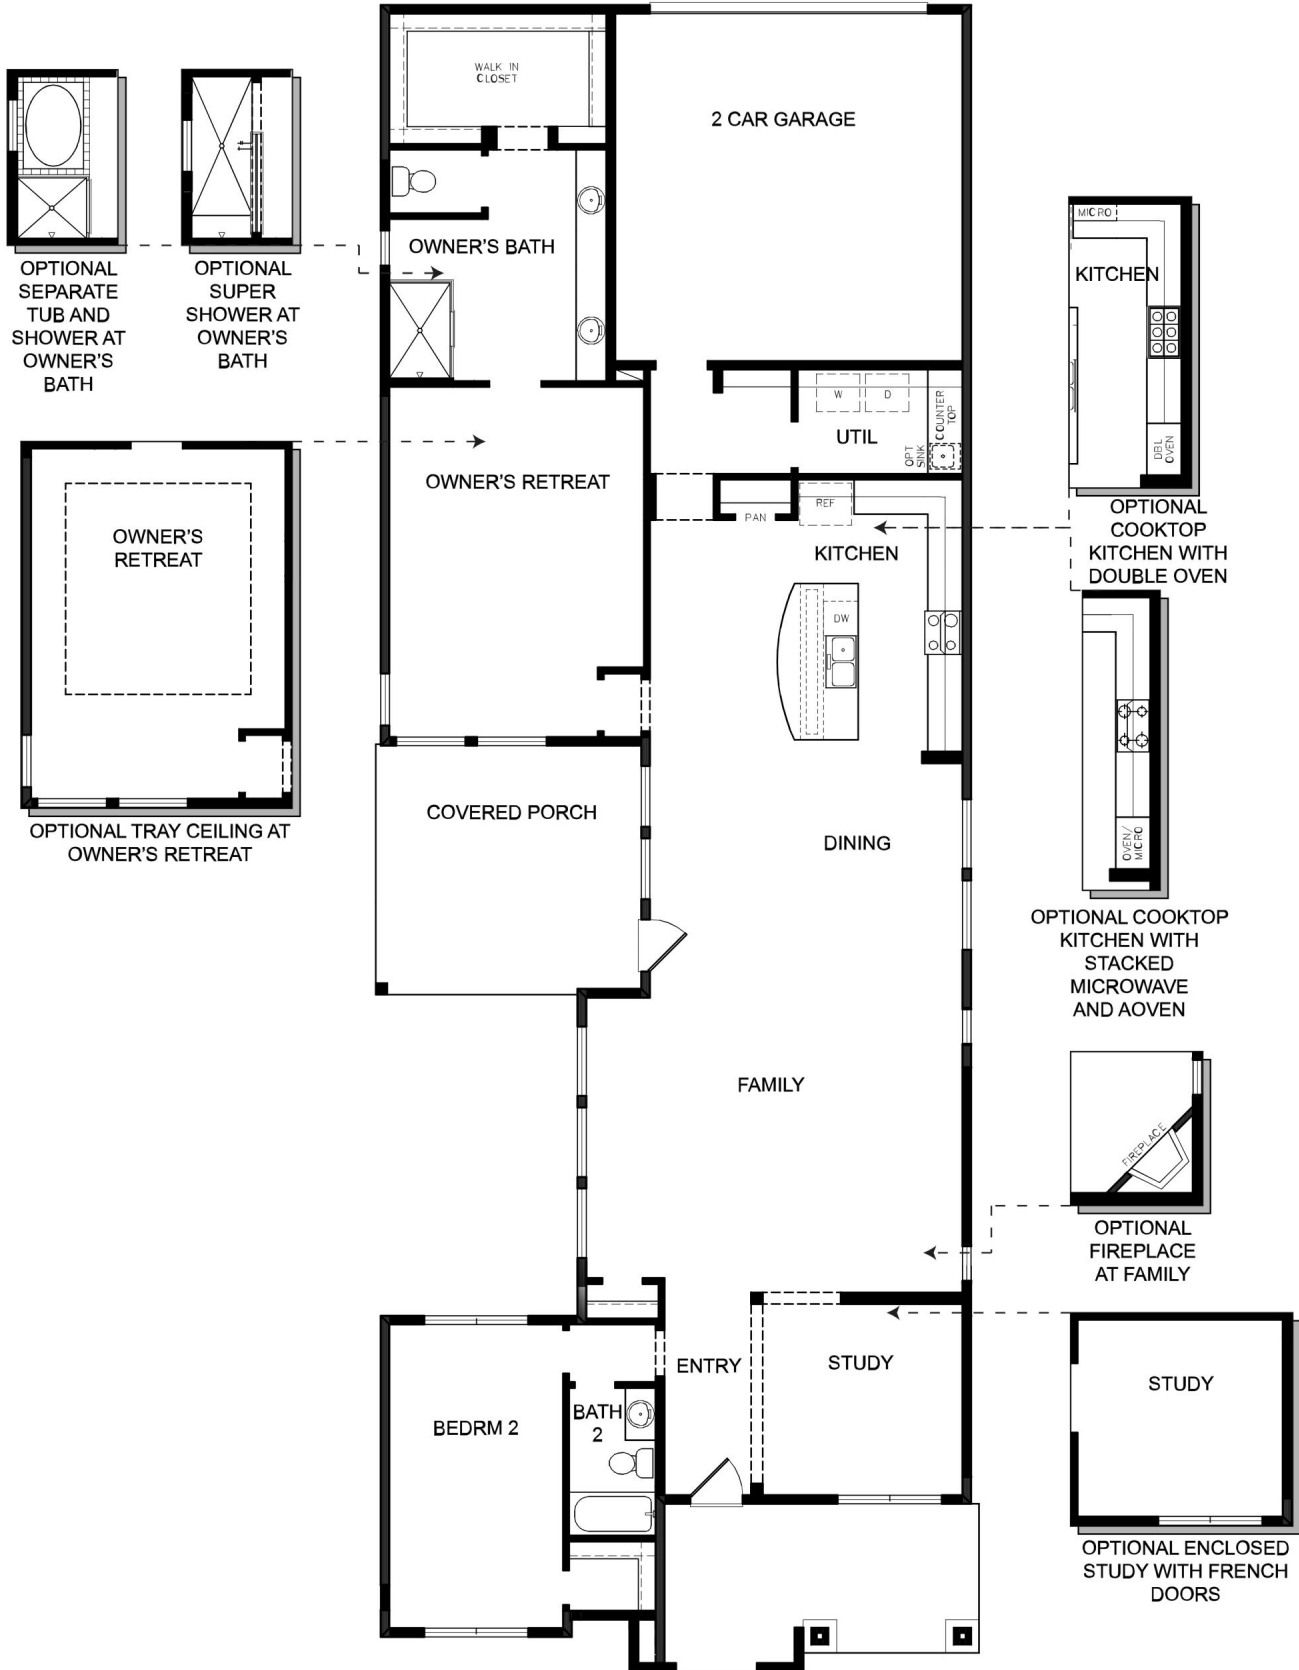 WALK IN
CLOSET
2 CAR GARAGE
OWNER'S BATH
OPTIONAL
SEPARATE
TUB AND
SHOWER AT
OWNER'S
BATH
OPTIONAL
SUPER
SHOWER AT
OWNER'S
BATH
MICRO
KITCHEN
DBL
OVEN
OPTIONAL
COOKTOP
KITCHEN WITH
DOUBLE OVEN
W
D
UTIL
OPT
SINK
COUNTER
TOP
OWNER'S RETREAT
PAN
REF
KITCHEN
DW
OWNER'S
RETREAT
OPTIONAL TRAY CEILING AT
OWNER'S RETREAT
COVERED PORCH
DINING
OVEN/
MICRO
OPTIONAL COOKTOP
KITCHEN WITH
STACKED
MICROWAVE
AND AOVEN
FAMILY
FIREPLACE
OPTIONAL
FIREPLACE
AT FAMILY
ENTRY
STUDY
BEDRM 2
BATH
2
STUDY
OPTIONAL ENCLOSED
STUDY WITH FRENCH
DOORS